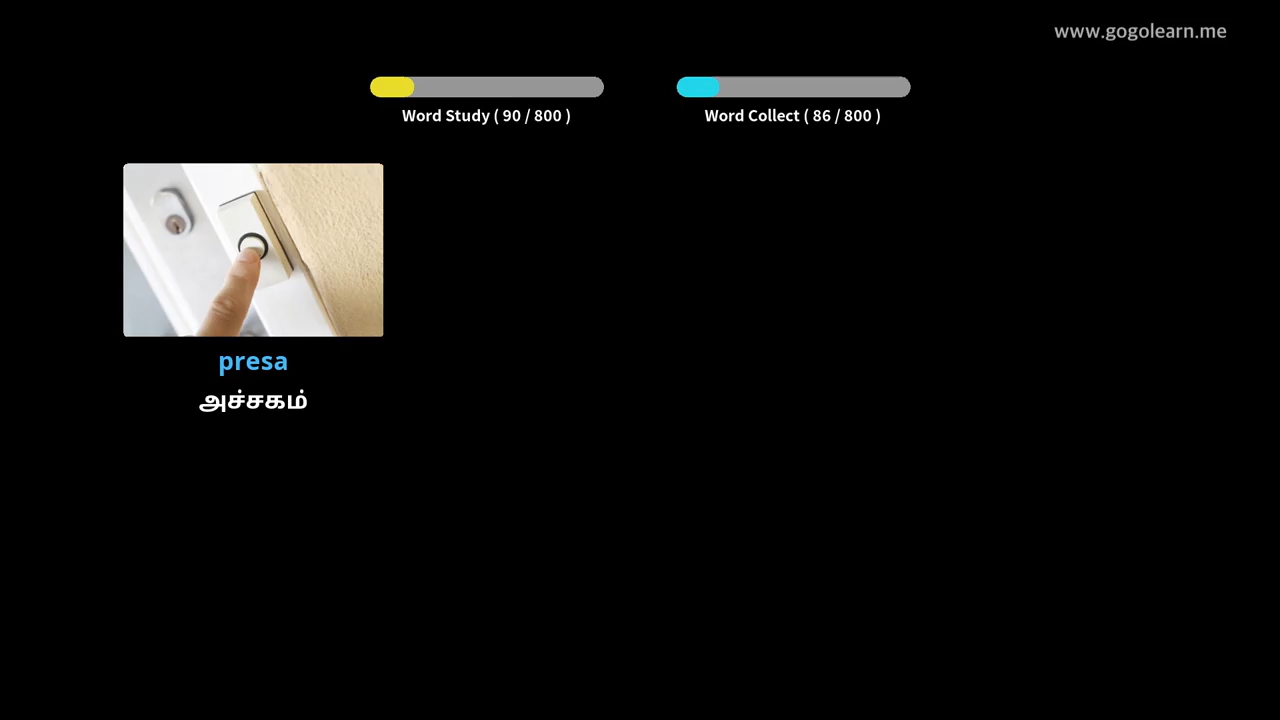 www.gogolearn.me
Word Study ( 90 / 800 )
Word Collect ( 86 / 800 )
presa
அச்சகம்